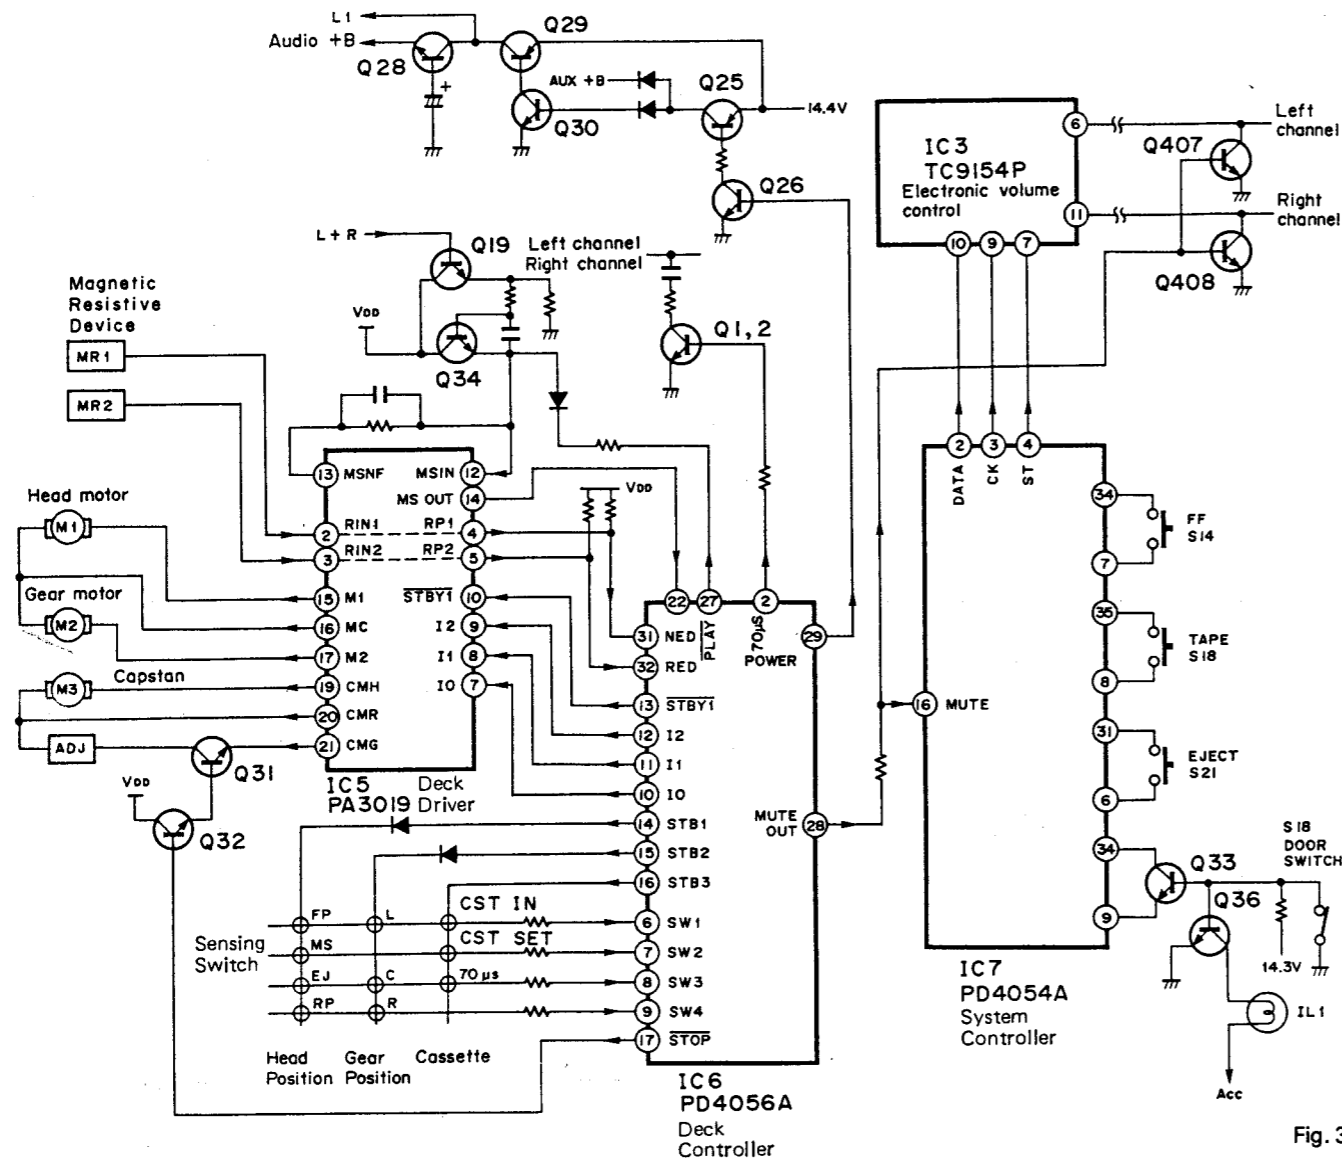 L1
Audio +B
Q28
+
Q29
AUX +B
Q25
14.4V
Q30
Q26
IC3
TC9154P
Electronic volume
control
6
11
10
9
7
Left
channel
Q407
Right
channel
Q408
L+R
Q19
Left channel
Right channel
VDD
Q34
Q1,2
Magnetic
Resistive
Device
MR1
MR2
13
MSNF
MSIN
12
MS OUT
14
VDD
Head motor
M1
2
RIN1
RP1
4
3
RIN2
RP2
5
15
M1
STBY1
10
Gear motor
M2
16
MC
I2
9
17
M2
I1
8
Capstan
M3
19
CMH
I0
7
20
CMR
ADJ
21
CMG
Q31
VDD
Q32
IC5
PA3019
Deck
Driver
22
27
2
PLAY
70μS
POWER
29
31
NED
32
RED
13
STBY1
12
I2
11
I1
10
I0
14
STB1
MUTE
OUT
28
15
STB2
16
STB3
CST IN
6
SW1
CST SET
7
SW2
70 μs
8
SW3
9
SW4
17
STOP
Sensing
Switch
FP
L
MS
EJ
C
RP
R
Head
Position
Gear
Position
Cassette
IC6
PD4056A
Deck
Controller
2
3
4
DATA
CK
ST
16
MUTE
34
FF
S14
7
35
TAPE
S18
8
31
EJECT
S21
6
34
Q33
9
Q36
S18
DOOR
SWITCH
14.3V
IL1
Acc
IC7
PD4054A
System
Controller
Fig. 3